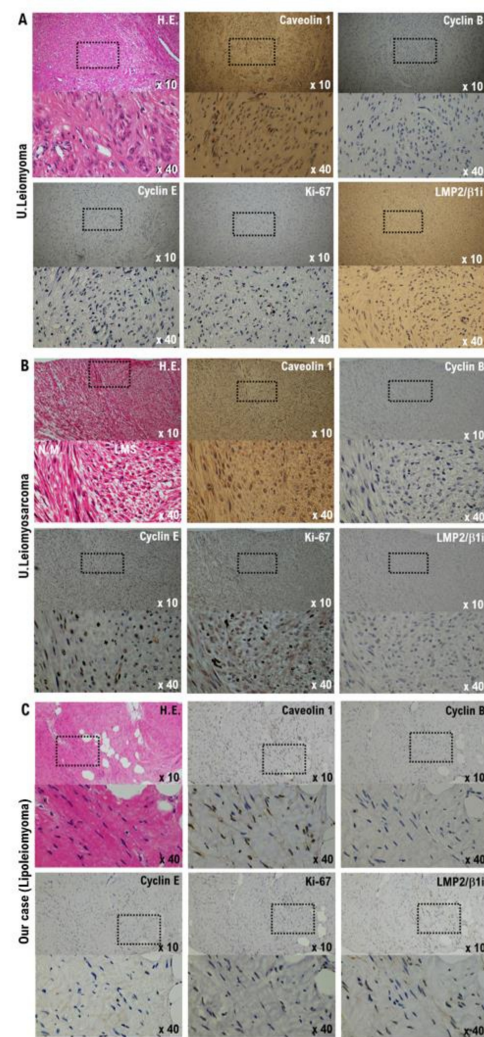 A
U.Leiomyoma
H.E.
x 10
x 40
Caveolin 1
x 10
x 40
Cyclin B
x 10
x 40
Cyclin E
x 10
x 40
Ki-67
x 10
x 40
LMP2/β1i
x 10
x 40
B
U.Leiomyosarcoma
H.E.
x 10
N.M.
LMS
x 40
Caveolin 1
x 10
x 40
Cyclin B
x 10
x 40
Cyclin E
x 10
x 40
Ki-67
x 10
x 40
LMP2/β1i
x 10
x 40
C
Our case (Lipoleiomyoma)
H.E.
x 10
x 40
Caveolin 1
x 10
x 40
Cyclin B
x 10
x 40
Cyclin E
x 10
x 40
Ki-67
x 10
x 40
LMP2/β1i
x 10
x 40